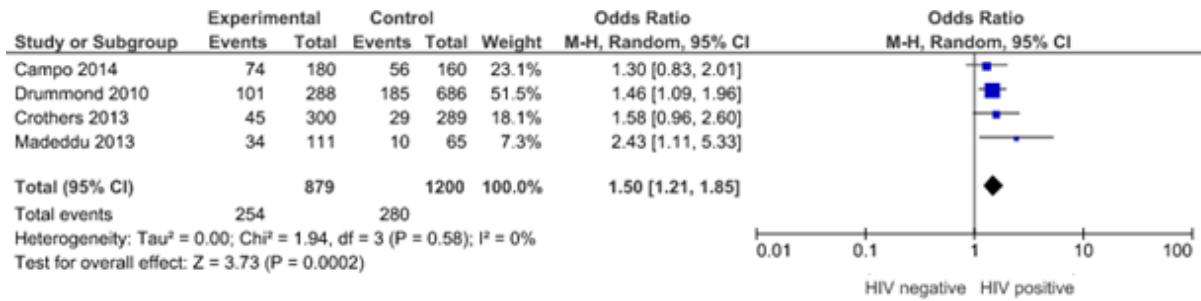 Experimental Control Odds Ratio Odds Ratio
Study or Subgroup Events Total Events Total Weight M-H, Random, 95% CI M-H, Random, 95% CI
Campo 2014 74 180 56 160 23.1% 1.30 [0.83, 2.01]
Drummond 2010 101 288 185 686 51.5% 1.46 [1.09, 1.96]
Crothers 2013 45 300 29 289 18.1% 1.58 [0.96, 2.60]
Madeddu 2013 34 111 10 65 7.3% 2.43 [1.11, 5.33]
Total (95% CI) 879 1200 100.0% 1.50 [1.21, 1.85]
Total events 254 280
Heterogeneity: Tau² = 0.00; Chi² = 1.94, df = 3 (P = 0.58); I² = 0%
Test for overall effect: Z = 3.73 (P = 0.0002)
0.01 0.1 1 10 100
HIV negative HIV positive